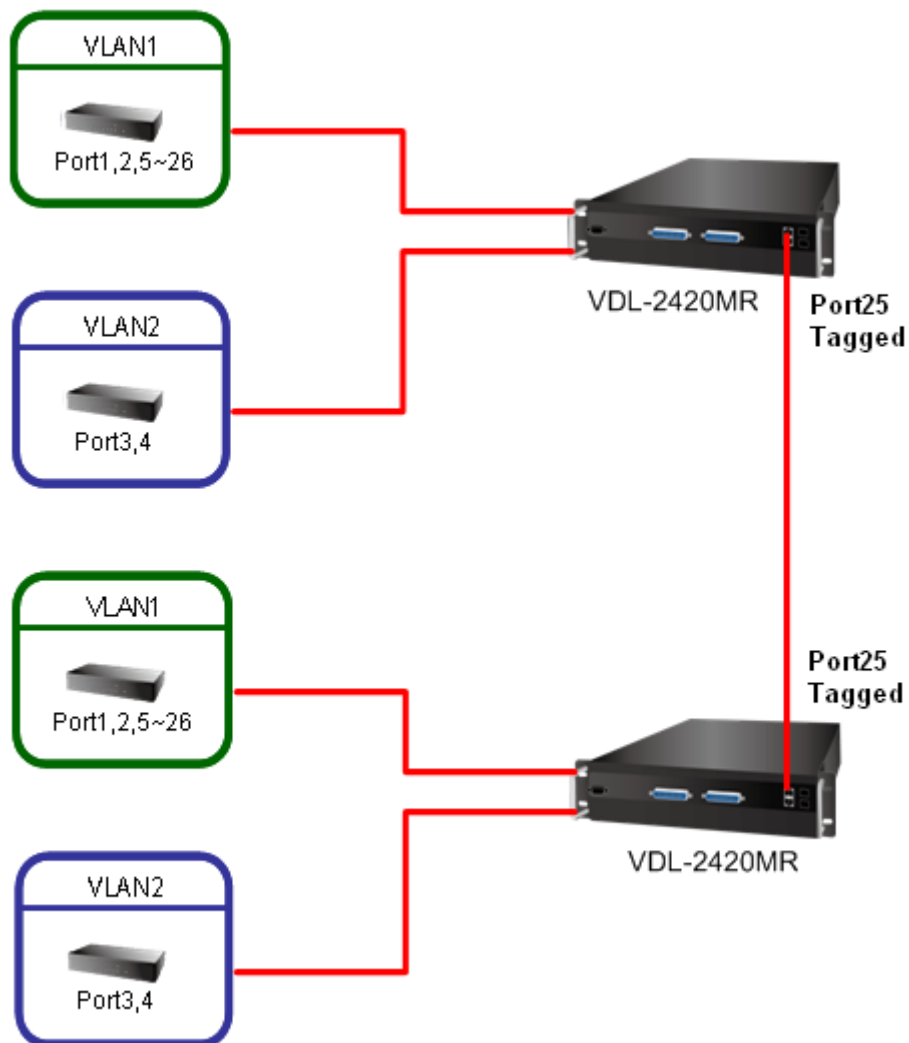 VLAN1
Port1,2,5~26
VLAN2
Port3,4
VDL-2420MR
Port25
Tagged
VLAN1
Port1,2,5~26
VLAN2
Port3,4
Port25
Tagged
VDL-2420MR